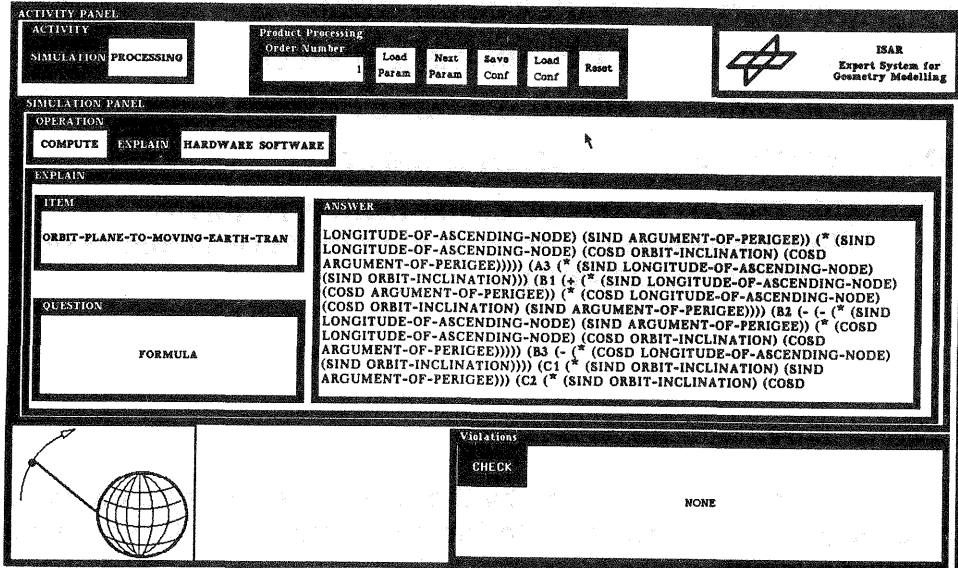 ACTIVITY PANEL
ACTIVITY
SIMULATION PROCESSING
Product Processing
Order Number
1
Load Param
Next Param
Save Conf
Load Conf
Reset
ISAR
Expert System for
Geometry Modelling
SIMULATION PANEL
OPERATION
COMPUTE EXPLAIN HARDWARE SOFTWARE
EXPLAIN
ITEM
ORBIT-PLANE-TO-MOVING-EARTH-TRAN
QUESTION
FORMULA
ANSWER
LONGITUDE-OF-ASCENDING-NODE) (SIND ARGUMENT-OF-PERIGEE)) (* (SIND
LONGITUDE-OF-ASCENDING-NODE) (COSD ORBIT-INCLINATION) (COSD
ARGUMENT-OF-PERIGEE))))) (A3 (* (SIND LONGITUDE-OF-ASCENDING-NODE)
(SIND ORBIT-INCLINATION))) (B1 (+ (* (SIND LONGITUDE-OF-ASCENDING-NODE)
(COSD ARGUMENT-OF-PERIGEE)) (* (COSD LONGITUDE-OF-ASCENDING-NODE)
(COSD ORBIT-INCLINATION) (SIND ARGUMENT-OF-PERIGEE)))) (B2 (- (- (* (SIND
LONGITUDE-OF-ASCENDING-NODE) (SIND ARGUMENT-OF-PERIGEE)) (* (COSD
LONGITUDE-OF-ASCENDING-NODE) (COSD ORBIT-INCLINATION) (COSD
ARGUMENT-OF-PERIGEE))))) (B3 (- (* (COSD LONGITUDE-OF-ASCENDING-NODE)
(SIND ORBIT-INCLINATION)))) (C1 (* (SIND ORBIT-INCLINATION) (SIND
ARGUMENT-OF-PERIGEE))) (C2 (* (SIND ORBIT-INCLINATION) (COSD
Violations
CHECK
NONE